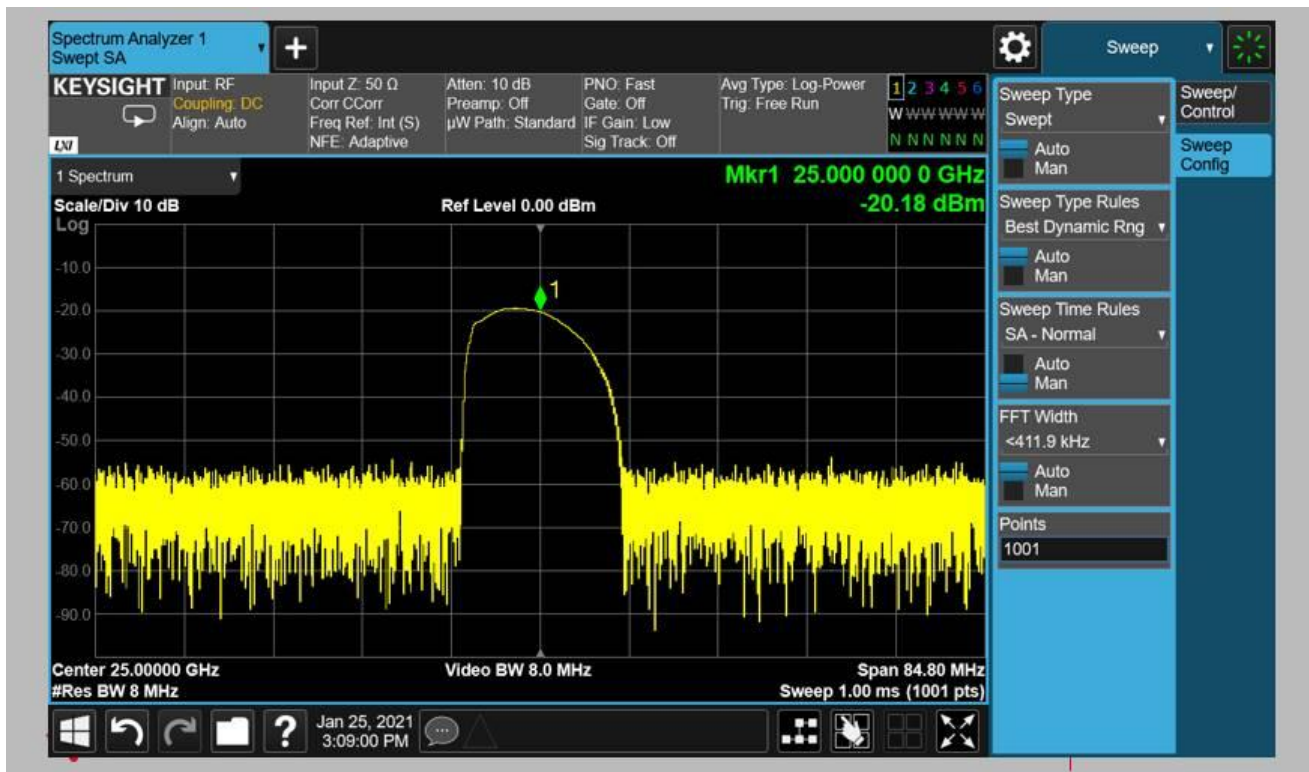 Spectrum Analyzer 1
Swept SA
+
Sweep
KEYSIGHT
LXI
Input: RF
Coupling: DC
Align: Auto
Input Z: 50 Ω
Corr CCorr
Freq Ref: Int (S)
NFE: Adaptive
Atten: 10 dB
Preamp: Off
µW Path: Standard
PNO: Fast
Gate: Off
IF Gain: Low
Sig Track: Off
Avg Type: Log-Power
Trig: Free Run
1 2 3 4 5 6
W W W W W W
N N N N N N
1 Spectrum
Scale/Div 10 dB
Log
Ref Level 0.00 dBm
Mkr1 25.000 000 0 GHz
-20.18 dBm
1
-10.0
-20.0
-30.0
-40.0
-50.0
-60.0
-70.0
-80.0
-90.0
Center 25.00000 GHz
#Res BW 8 MHz
Video BW 8.0 MHz
Span 84.80 MHz
Sweep 1.00 ms (1001 pts)
Sweep Type
Swept
Auto
Man
Sweep Type Rules
Best Dynamic Rng
Auto
Man
Sweep Time Rules
SA - Normal
Auto
Man
FFT Width
<411.9 kHz
Auto
Man
Points
1001
Sweep/
Control
Sweep
Config
?
Jan 25, 2021
3:09:00 PM